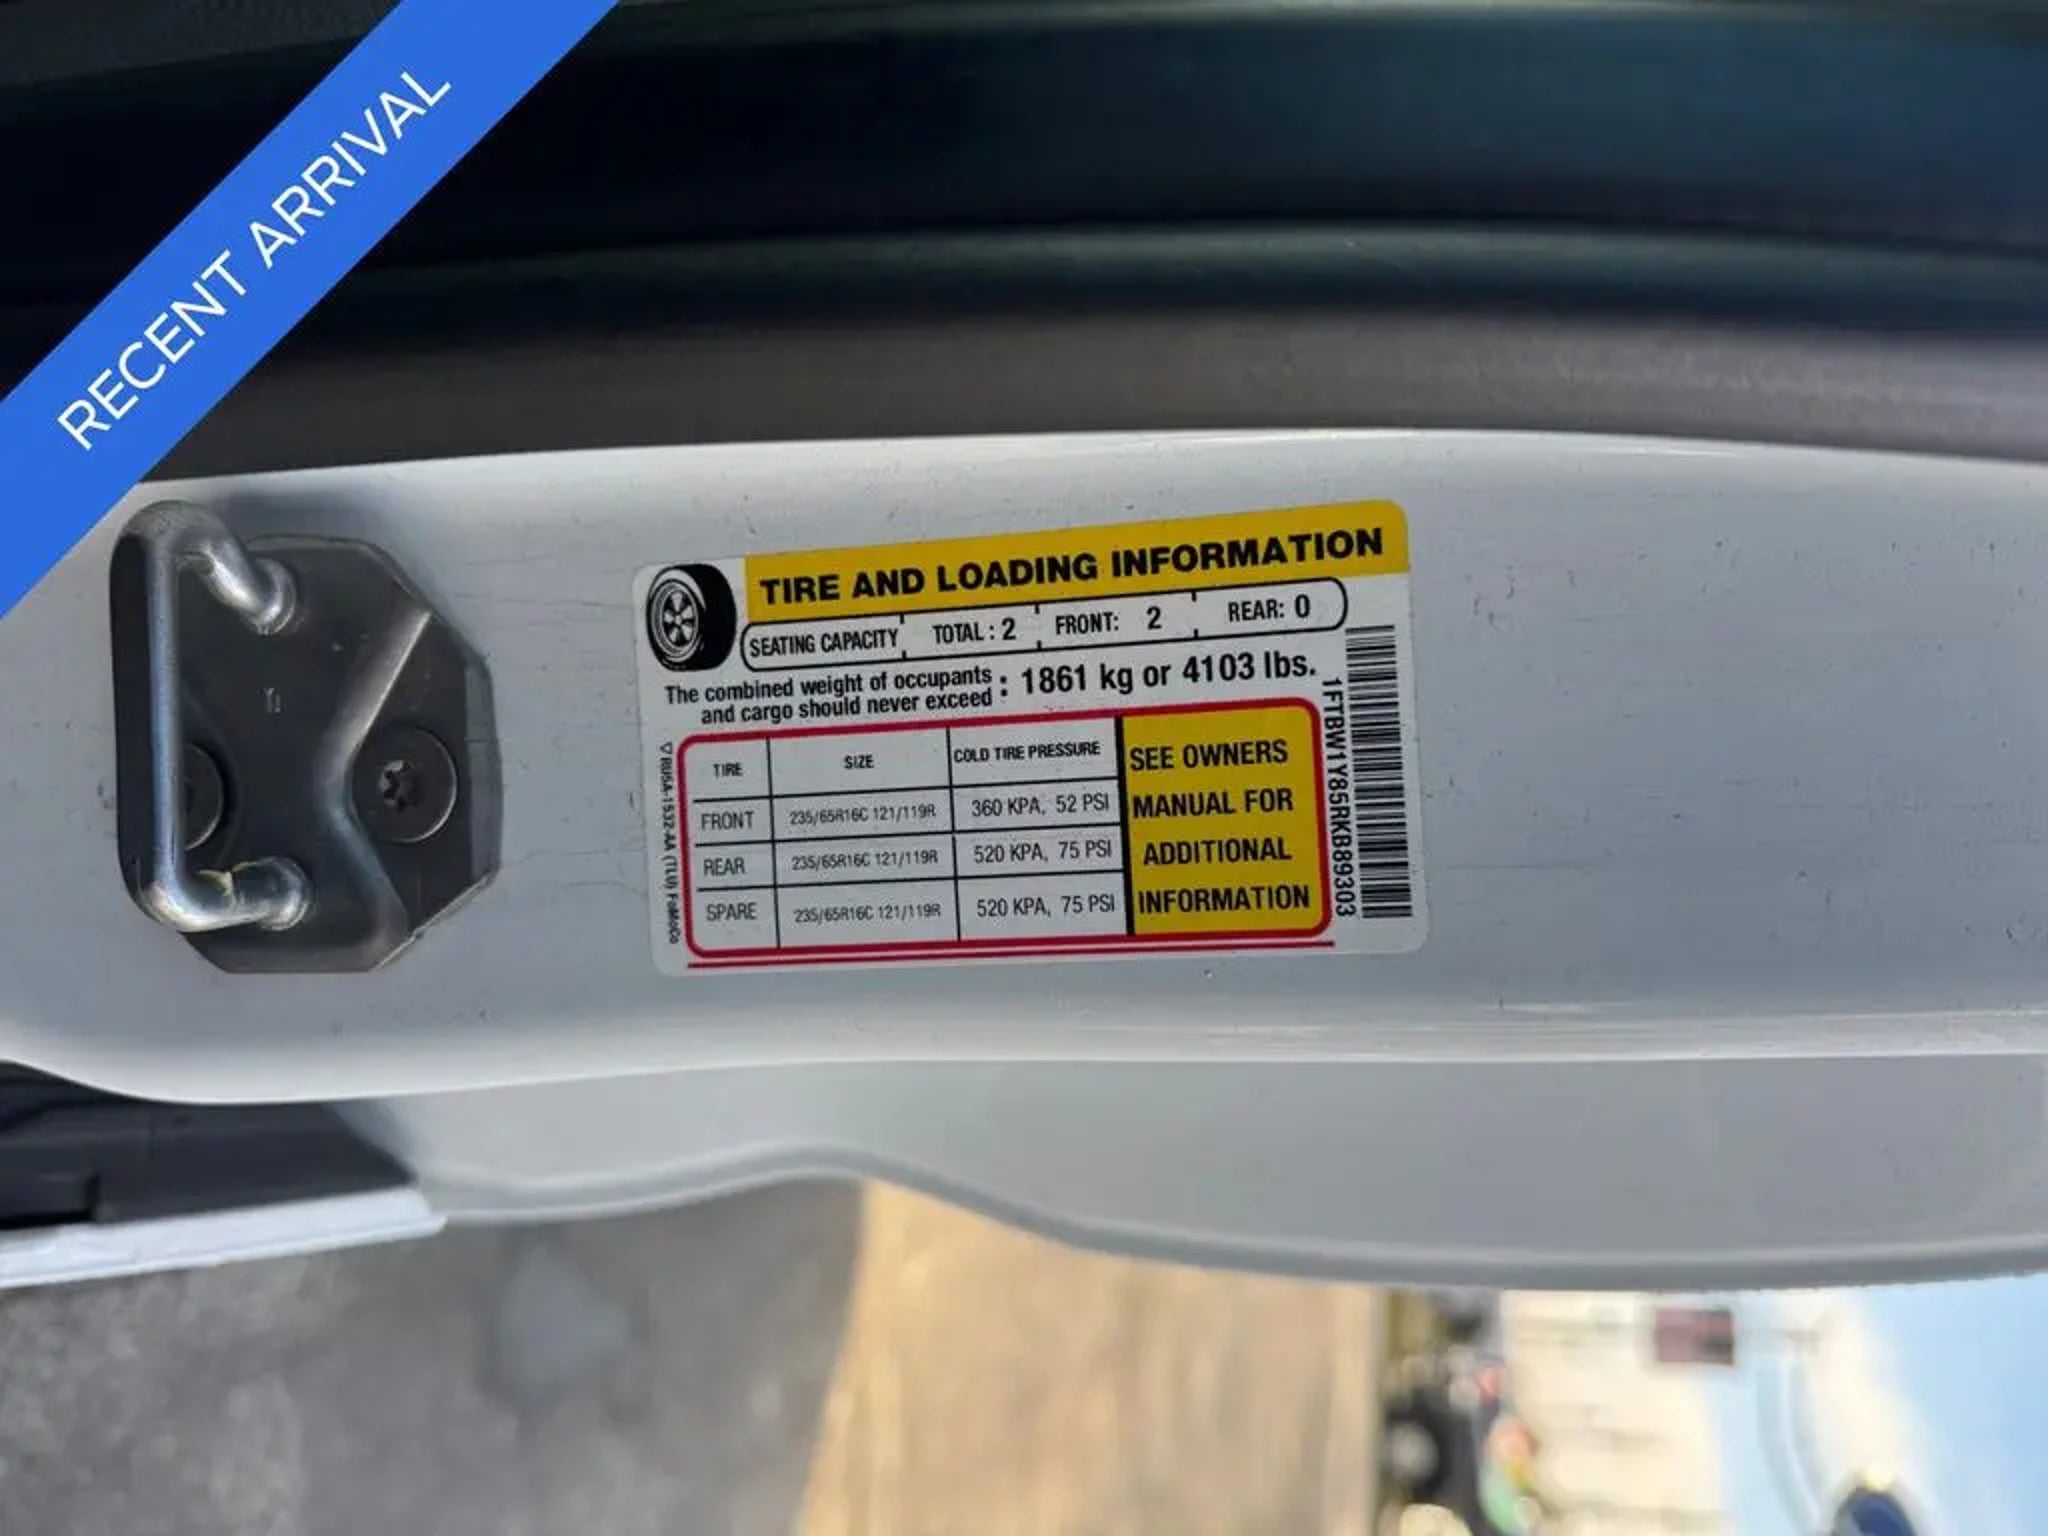 RECENT ARRIVAL
TIRE AND LOADING INFORMATION
SEATING CAPACITY TOTAL : 2 FRONT: 2 REAR: 0
The combined weight of occupants
and cargo should never exceed : 1861 kg or 4103 lbs.
TIRE SIZE COLD TIRE PRESSURE
FRONT 235/65R16C 121/119R 360 KPA, 52 PSI
REAR 235/65R16C 121/119R 520 KPA, 75 PSI
SPARE 235/65R16C 121/119R 520 KPA, 75 PSI
SEE OWNERS
MANUAL FOR
ADDITIONAL
INFORMATION
1FTBW1Y85RKB89303
(TLU) FoMoCo